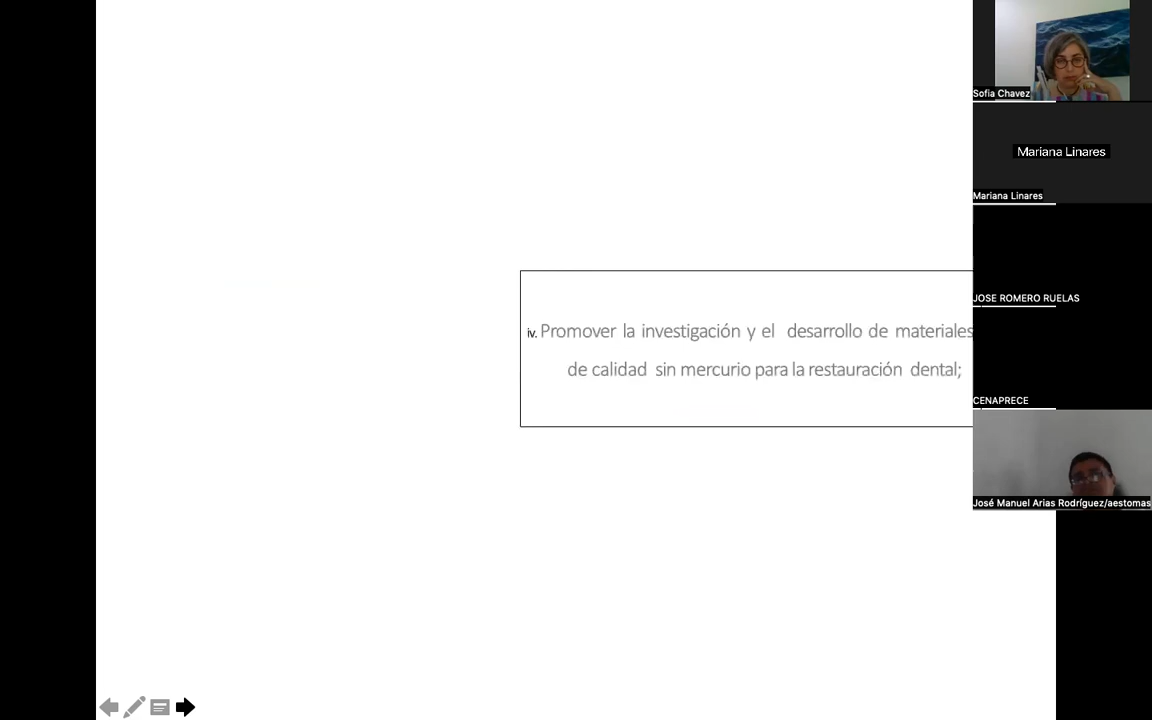 Sofia Chavez
Mariana Linares
Mariana Linares
JOSE ROMERO RUELAS
iv. Promover la investigación y el desarrollo de materiales
de calidad sin mercurio para la restauración dental;
CENAPRECE
José Manuel Arias Rodríguez/aestomas